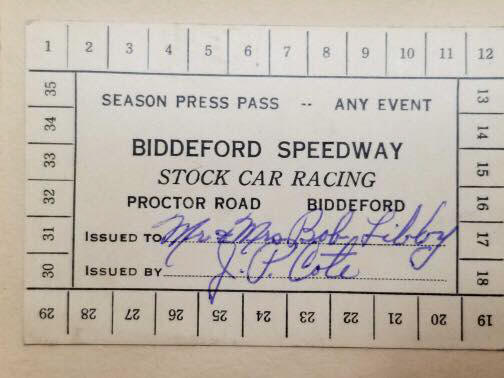 1 2 3 4 5 6 7 8 9 10 11 12
35 13
SEASON PRESS PASS -- ANY EVENT
34 14
BIDDEFORD SPEEDWAY
33 15
STOCK CAR RACING
32 16
PROCTOR ROAD BIDDEFORD
31 ISSUED TO Mr. & Mrs Bob Libby 17
30 ISSUED BY J. P. Cote 18
29 28 27 26 25 24 23 22 21 20 19